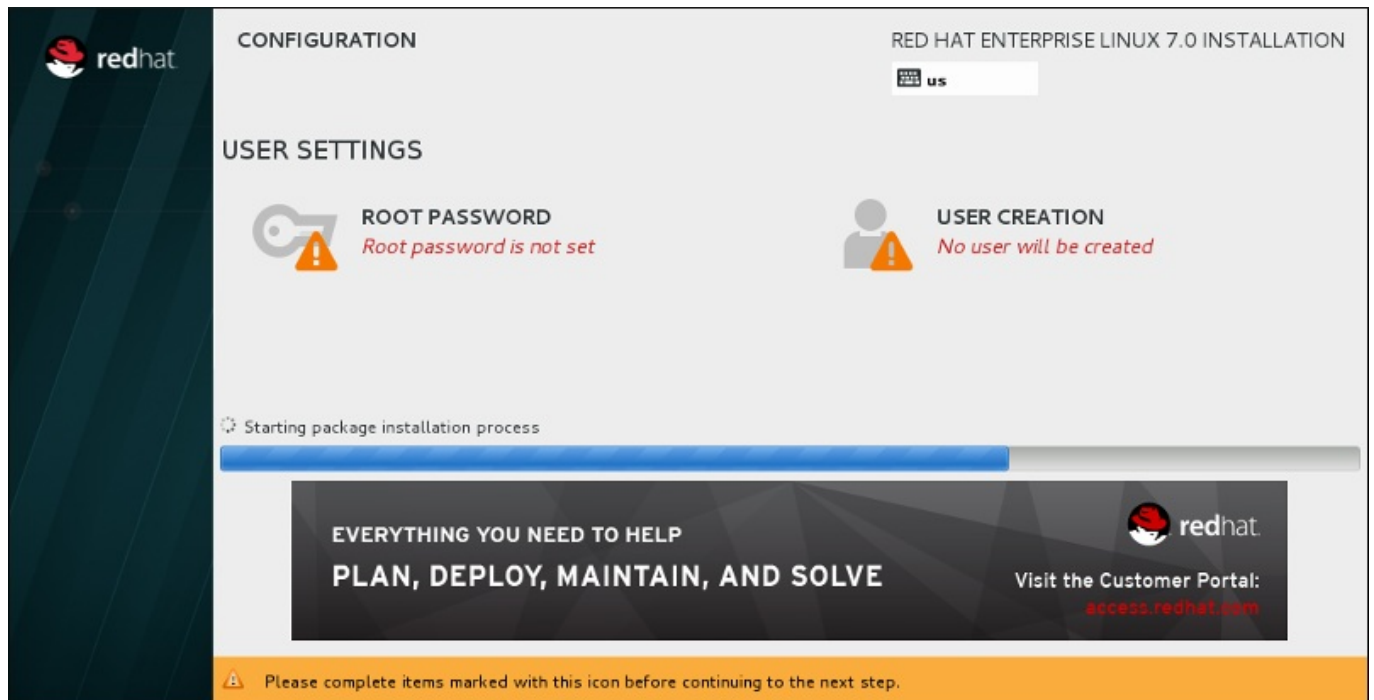 redhat
CONFIGURATION
RED HAT ENTERPRISE LINUX 7.0 INSTALLATION
us
USER SETTINGS
ROOT PASSWORD
Root password is not set
USER CREATION
No user will be created
Starting package installation process
EVERYTHING YOU NEED TO HELP
PLAN, DEPLOY, MAINTAIN, AND SOLVE
redhat.
Visit the Customer Portal:
access.redhat.com
Please complete items marked with this icon before continuing to the next step.